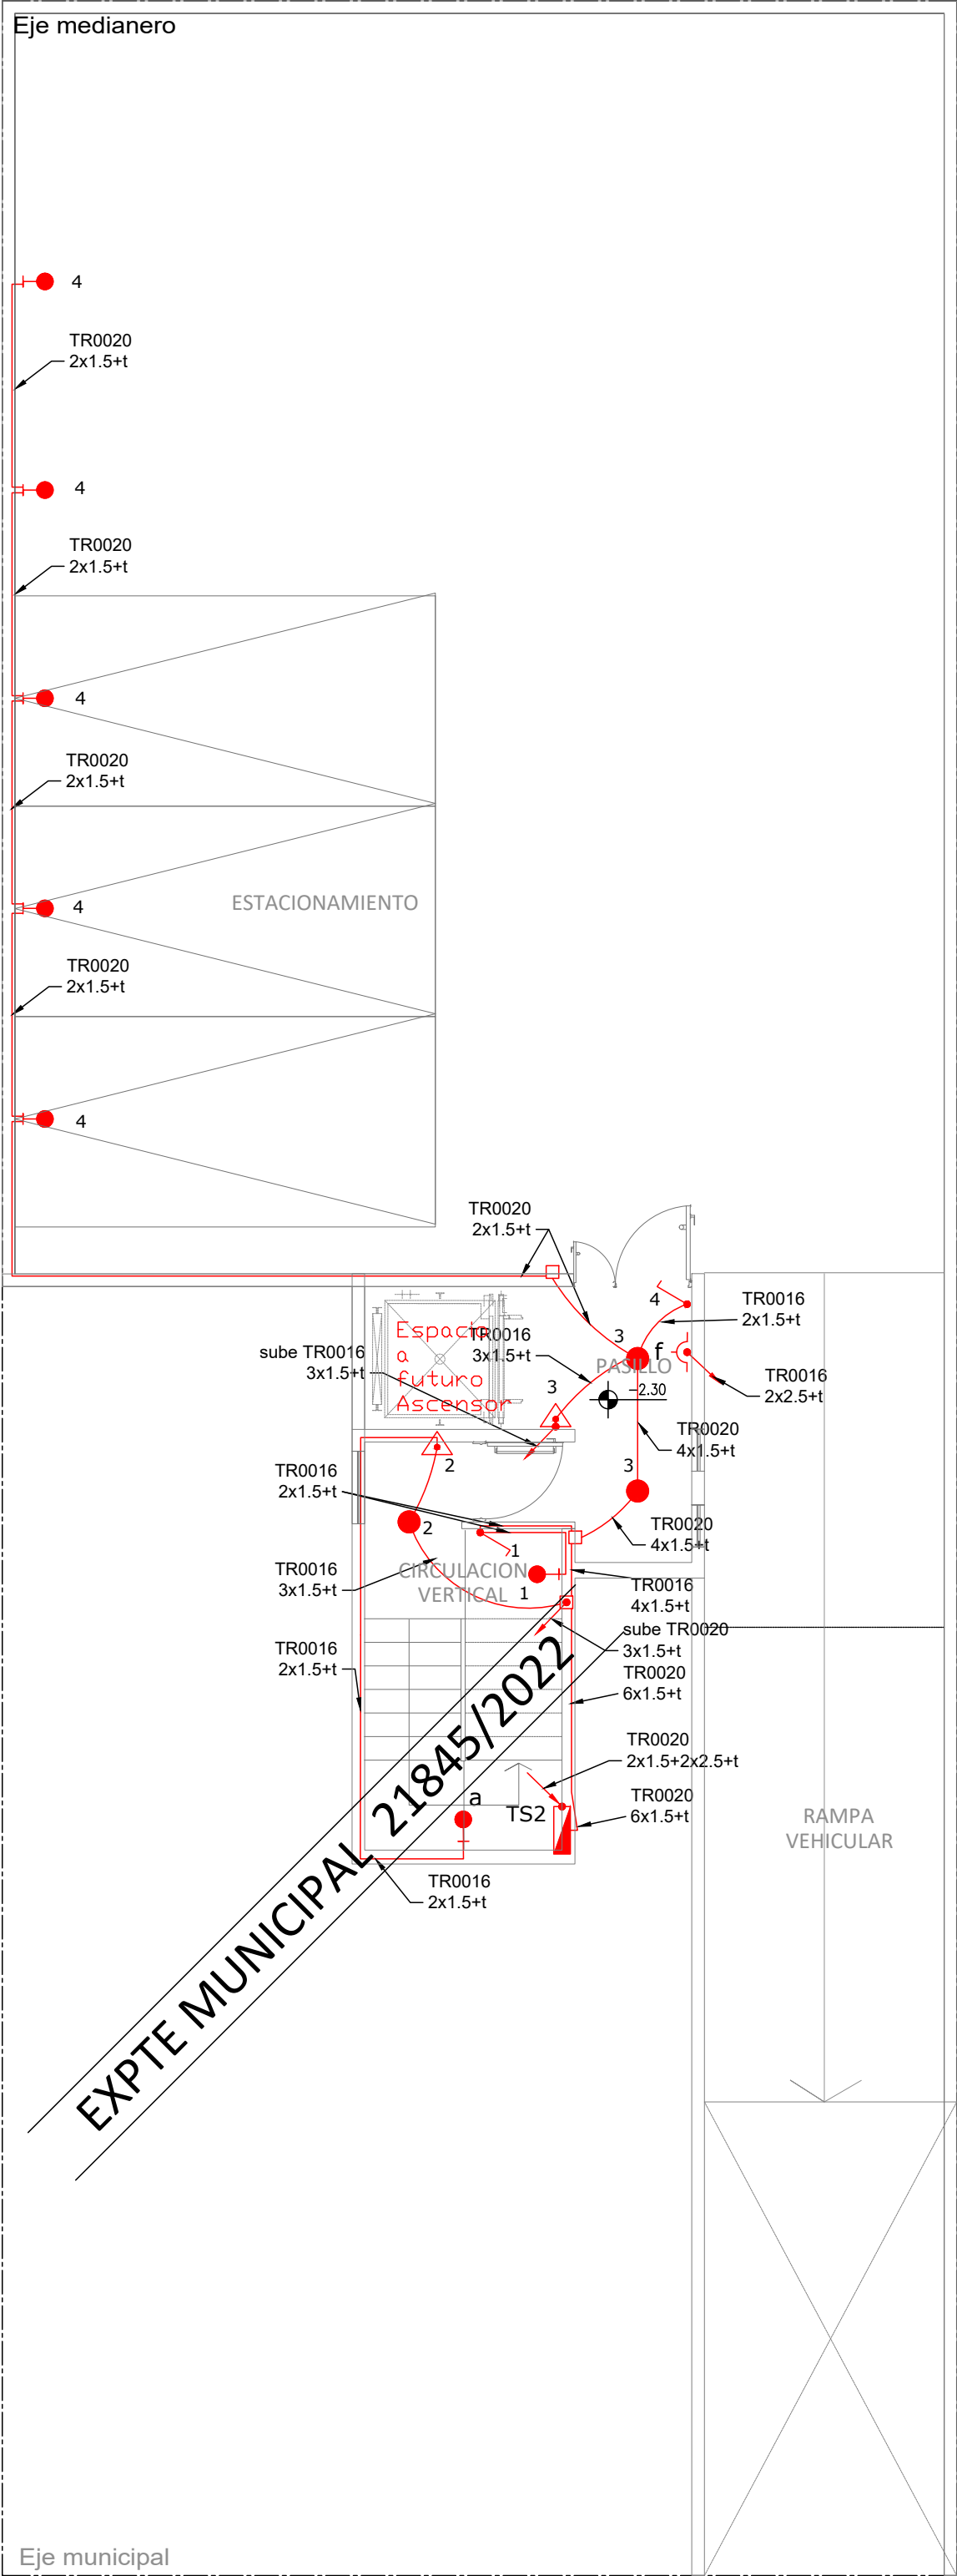 Eje medianero
4
TR0020
2x1.5+t
4
TR0020
2x1.5+t
4
TR0020
2x1.5+t
4
ESTACIONAMIENTO
TR0020
2x1.5+t
4
TR0020
2x1.5+t
4
TR0016
2x1.5+t
Espacio
a
futuro
Ascensor
TR0016
3x1.5+t
sube TR0016
3x1.5+t
3
f
PASILLO
TR0016
2x2.5+t
-2.30
3
TR0020
4x1.5+t
2
3
TR0016
2x1.5+t
2
TR0020
4x1.5+t
1
CIRCULACION
VERTICAL
1
TR0016
3x1.5+t
TR0016
4x1.5+t
sube TR0020
3x1.5+t
TR0016
2x1.5+t
TR0020
6x1.5+t
TR0020
2x1.5+2x2.5+t
a
TS2
TR0020
6x1.5+t
RAMPA
VEHICULAR
TR0016
2x1.5+t
EXPTE MUNICIPAL 21845/2022
Eje municipal